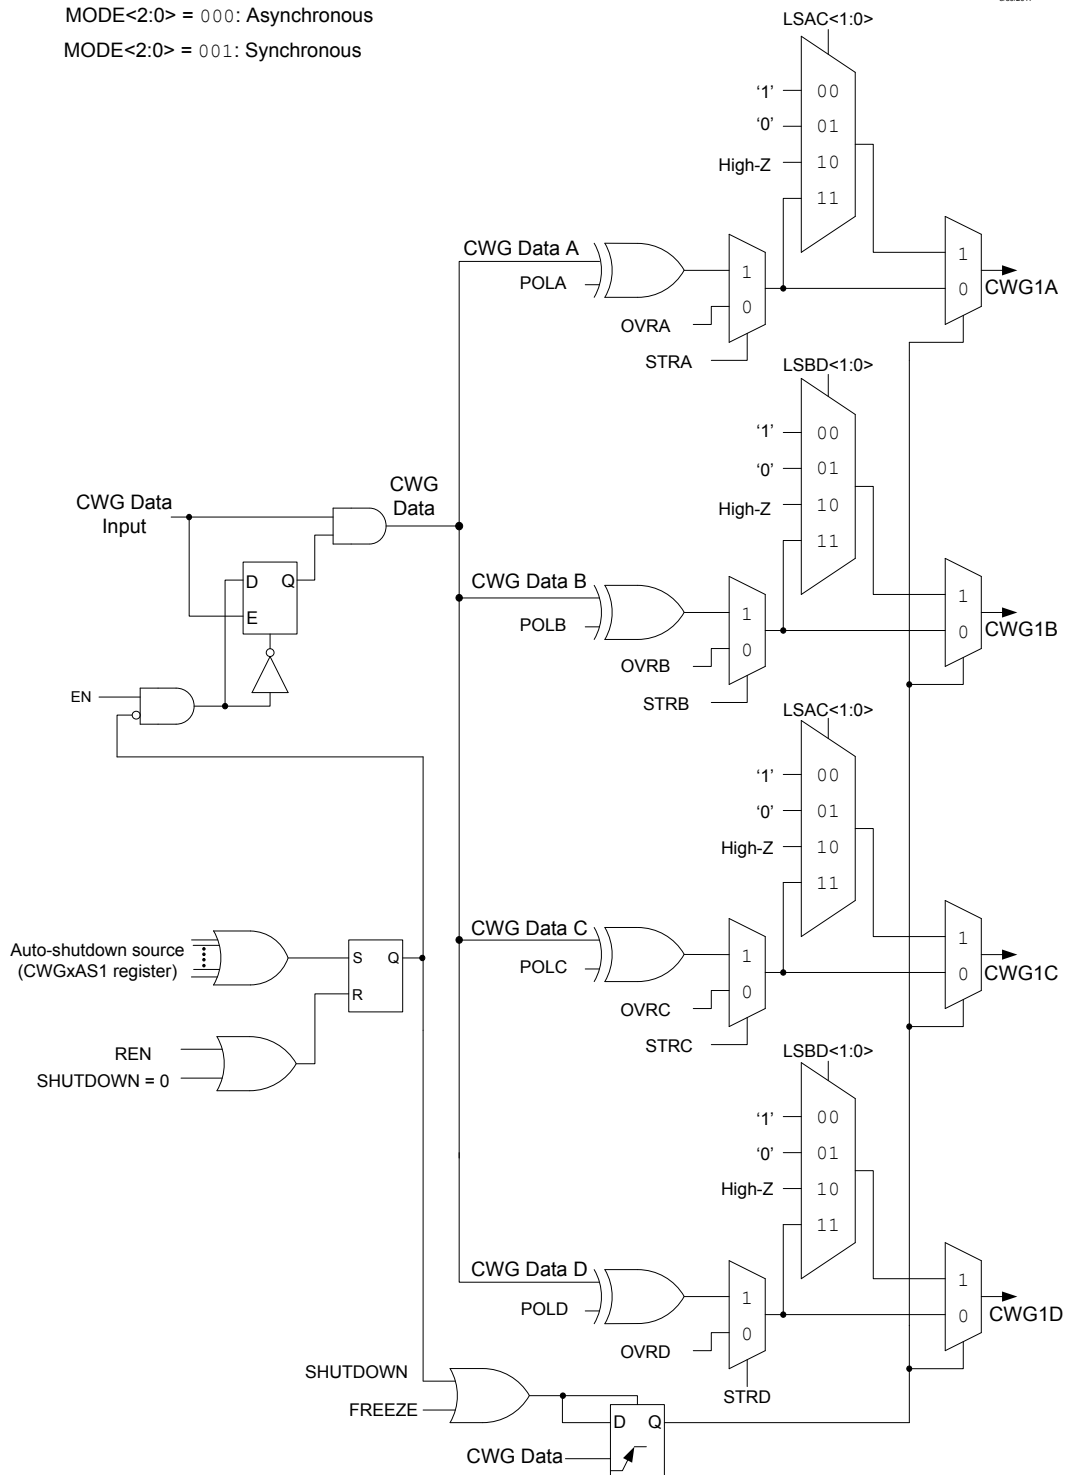 MODE<2:0> = 000: Asynchronous
MODE<2:0> = 001: Synchronous
LSAC<1:0>
'1' 00
'0' 01
High-Z 10
11
CWG Data A
POLA
1
0
OVRA
STRA
1
0
CWG1A
LSBD<1:0>
'1' 00
'0' 01
High-Z 10
11
CWG Data
Input
CWG
Data
D Q
E
EN
CWG Data B
POLB
1
0
OVRB
STRB
1
0
CWG1B
LSAC<1:0>
'1' 00
'0' 01
High-Z 10
11
CWG Data C
POLC
1
0
OVRC
STRC
1
0
CWG1C
Auto-shutdown source
(CWGxAS1 register)
S Q
R
REN
SHUTDOWN = 0
LSBD<1:0>
'1' 00
'0' 01
High-Z 10
11
CWG Data D
POLD
1
0
OVRD
STRD
1
0
CWG1D
SHUTDOWN
FREEZE
D Q
CWG Data